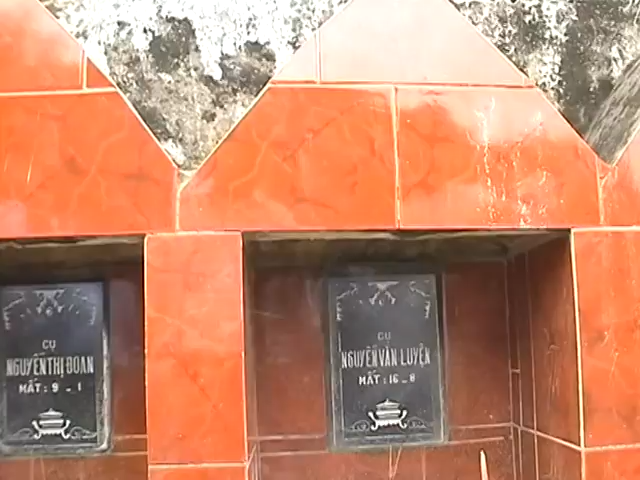 CỤ
NGUYỄN THỊ ĐOAN
MẤT: 9 - 1
CỤ
NGUYỄN VĂN LUYỆN
MẤT: 16 - 8